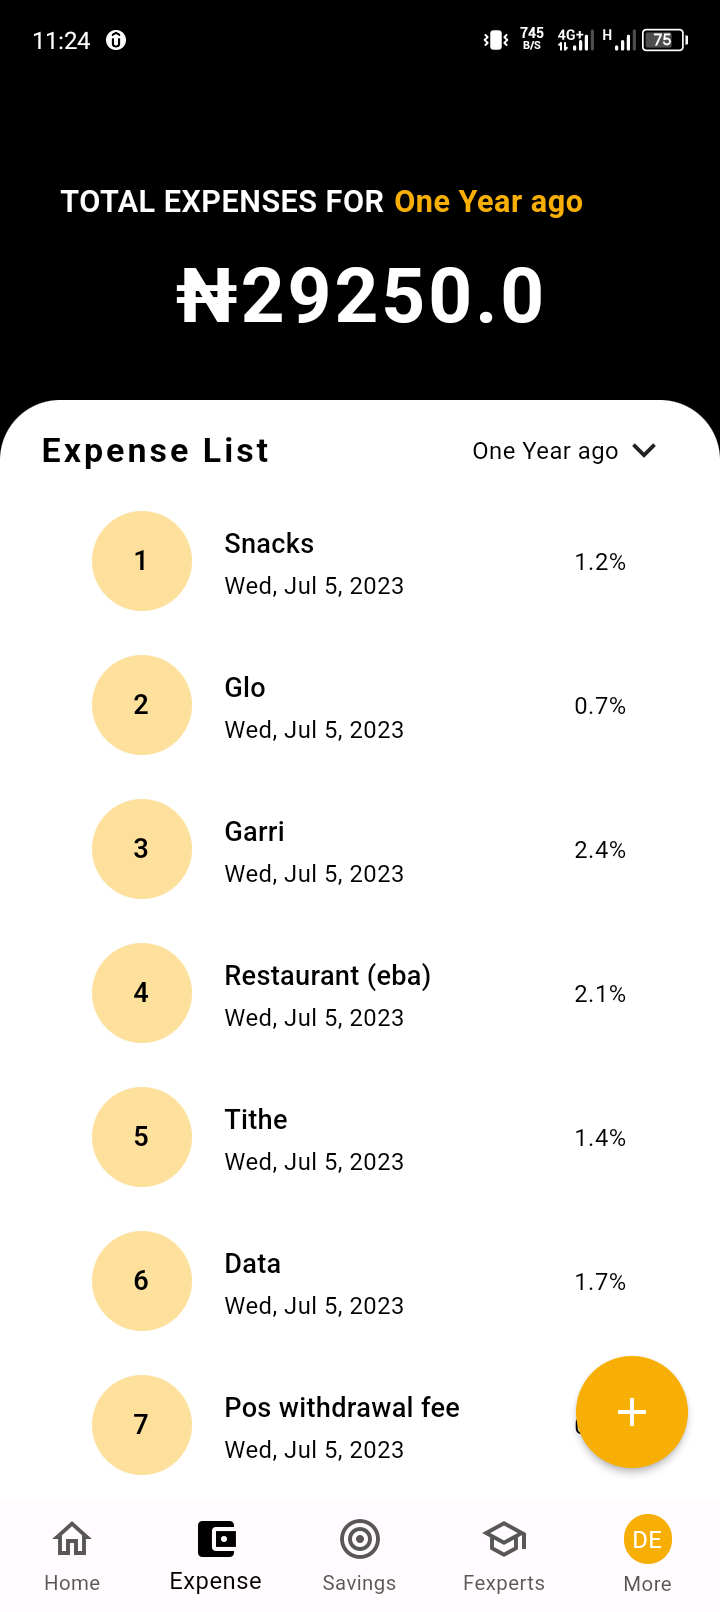 11:24 745 B/S 4G+ H 75
TOTAL EXPENSES FOR One Year ago
₦29250.0
Expense List One Year ago
1 Snacks 1.2%
Wed, Jul 5, 2023
2 Glo 0.7%
Wed, Jul 5, 2023
3 Garri 2.4%
Wed, Jul 5, 2023
4 Restaurant (eba) 2.1%
Wed, Jul 5, 2023
5 Tithe 1.4%
Wed, Jul 5, 2023
6 Data 1.7%
Wed, Jul 5, 2023
7 Pos withdrawal fee
Wed, Jul 5, 2023
+
DE
Home Expense Savings Fexperts More